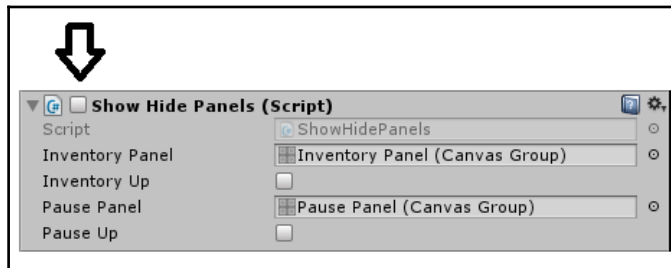 Show Hide Panels (Script)
Script ShowHidePanels
Inventory Panel Inventory Panel (Canvas Group)
Inventory Up
Pause Panel Pause Panel (Canvas Group)
Pause Up